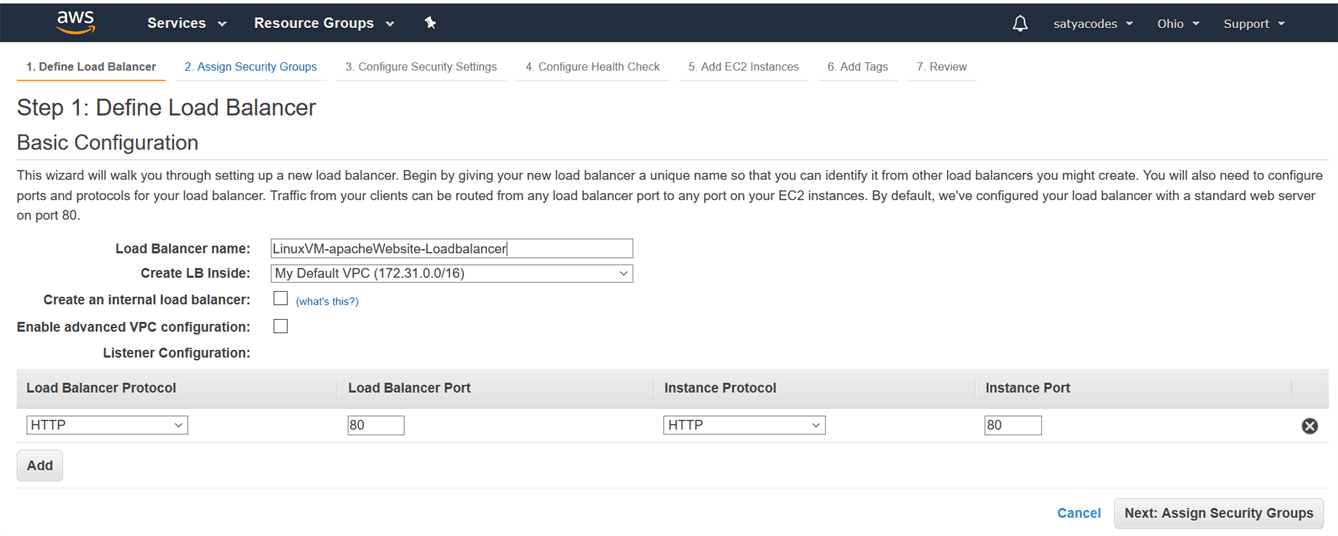 aws Services Resource Groups satyacodes Ohio Support
1. Define Load Balancer 2. Assign Security Groups 3. Configure Security Settings 4. Configure Health Check 5. Add EC2 Instances 6. Add Tags 7. Review
Step 1: Define Load Balancer
Basic Configuration
This wizard will walk you through setting up a new load balancer. Begin by giving your new load balancer a unique name so that you can identify it from other load balancers you might create. You will also need to configure
ports and protocols for your load balancer. Traffic from your clients can be routed from any load balancer port to any port on your EC2 instances. By default, we've configured your load balancer with a standard web server
on port 80.
Load Balancer name: LinuxVM-apacheWebsite-Loadbalancer
Create LB Inside: My Default VPC (172.31.0.0/16)
Create an internal load balancer: (what's this?)
Enable advanced VPC configuration:
Listener Configuration:
Load Balancer Protocol Load Balancer Port Instance Protocol Instance Port
HTTP 80 HTTP 80
Add
Cancel Next: Assign Security Groups